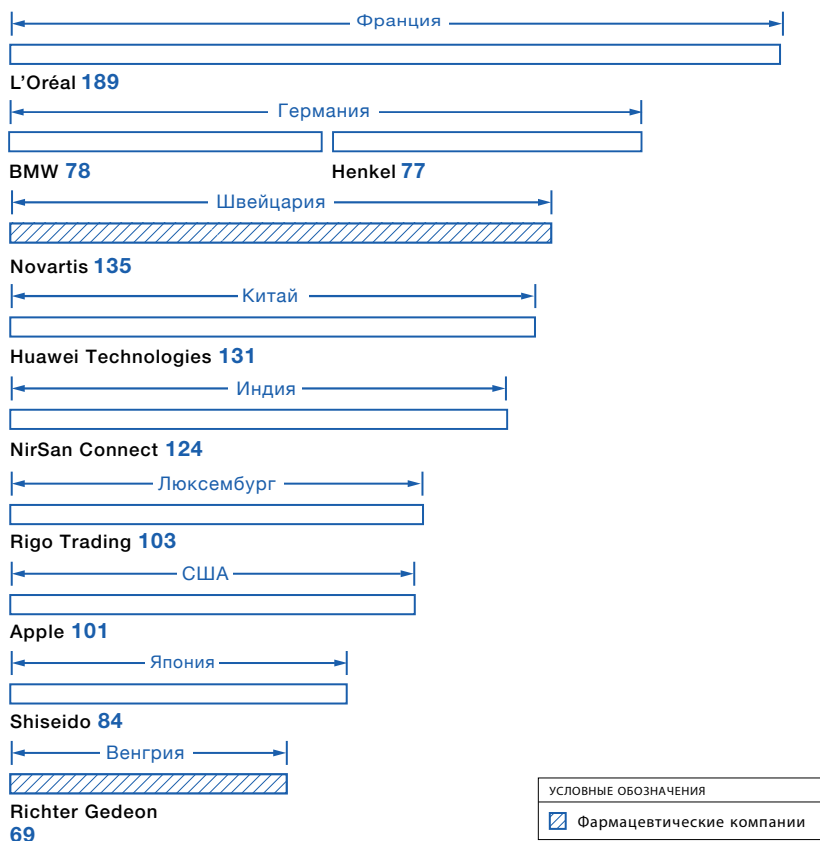 Франция
L’Oréal 189
Германия
BMW 78 Henkel 77
Швейцария
Novartis 135
Китай
Huawei Technologies 131
Индия
NirSan Connect 124
Люксембург
Rigo Trading 103
США
Apple 101
Япония
Shiseido 84
Венгрия
Richter Gedeon
69
УСЛОВНЫЕ ОБОЗНАЧЕНИЯ
Фармацевтические компании